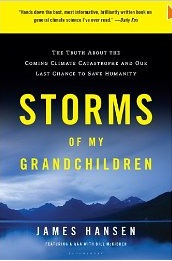 "Hands down the best, most informative, brilliantly written book on
general climate science I've ever read." —Daily Kos
THE TRUTH ABOUT THE
COMING CLIMATE CATASTROPHE AND OUR
LAST CHANCE TO SAVE HUMANITY
STORMS
OF MY
GRANDCHILDREN
JAMES HANSEN
FEATURING A Q&A WITH BILL MCKIBBEN
BLOOMSBURY